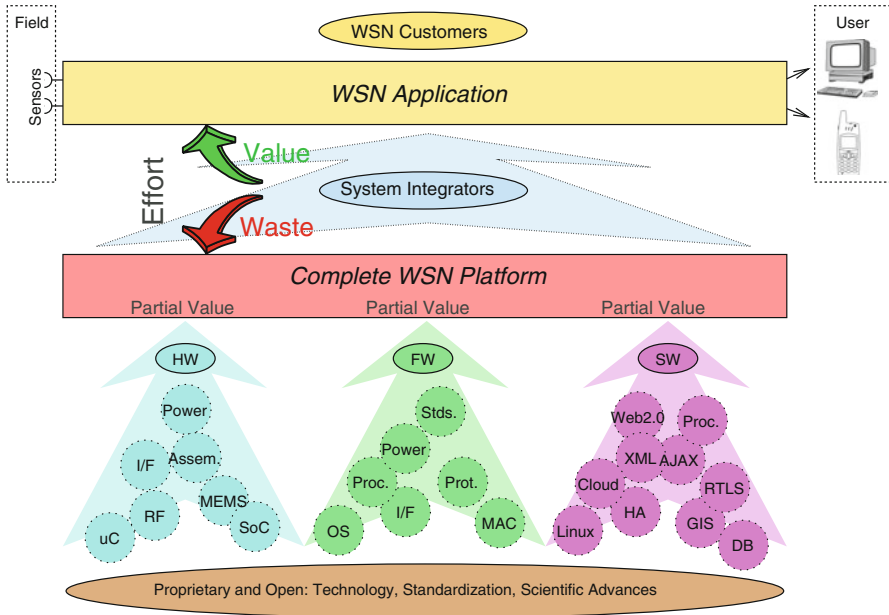 Field
WSN Customers
User
Sensors
WSN Application
Value
Effort
System Integrators
Waste
Complete WSN Platform
Partial Value
Partial Value
Partial Value
HW
Power
I/F
Assem.
RF
MEMS
uC
SoC
FW
Stds.
Power
Proc.
Prot.
I/F
OS
MAC
SW
Web2.0
Proc.
XML
AJAX
Cloud
RTLS
HA
GIS
Linux
DB
Proprietary and Open: Technology, Standardization, Scientific Advances